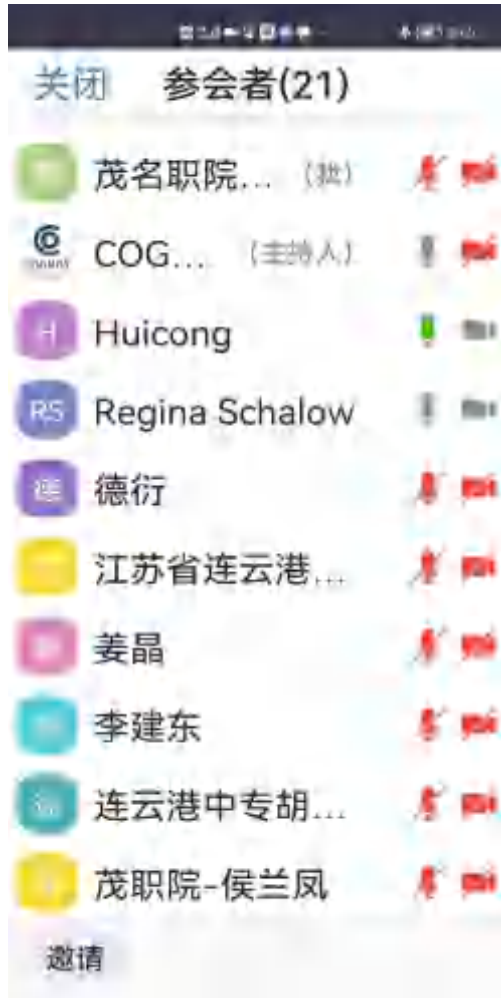 关闭 参会者(21)
茂名职院... (我)
COG... (主持人)
H Huicong
RS Regina Schalow
德 德衍
江苏省连云港...
姜晶
李建东
连云港中专胡...
茂职院-侯兰凤
邀请